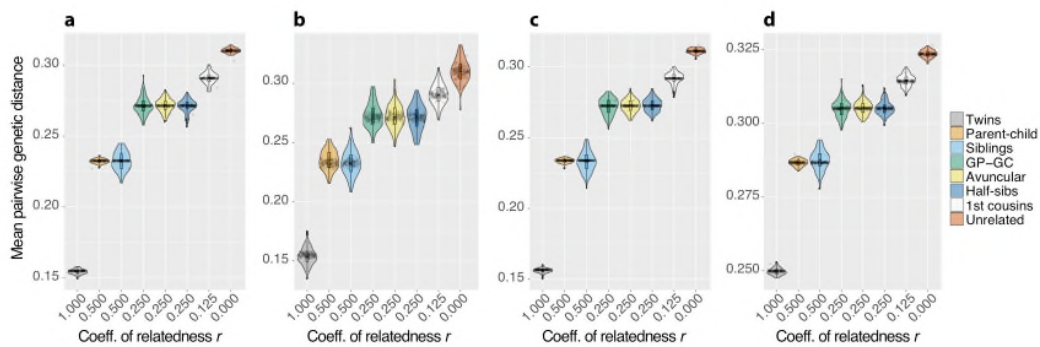 a
b
c
d
Mean pairwise genetic distance
0.30
0.25
0.20
0.15
1.000
0.500
0.500
0.250
0.250
0.250
0.125
0.000
Coeff. of relatedness r
0.30
0.25
0.20
0.15
1.000
0.500
0.500
0.250
0.250
0.250
0.125
0.000
Coeff. of relatedness r
0.30
0.25
0.20
0.15
1.000
0.500
0.500
0.250
0.250
0.250
0.125
0.000
Coeff. of relatedness r
0.325
0.300
0.275
0.250
1.000
0.500
0.500
0.250
0.250
0.250
0.125
0.000
Coeff. of relatedness r
Twins
Parent-child
Siblings
GP-GC
Avuncular
Half-sibs
1st cousins
Unrelated